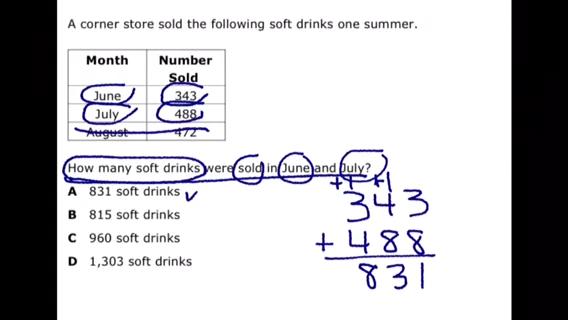 A corner store sold the following soft drinks one summer.
Month Number Sold
June 343
July 488
August 472
How many soft drinks were sold in June and July?
A 831 soft drinks
B 815 soft drinks
C 960 soft drinks
D 1,303 soft drinks
+1 +1
343
+ 488
831